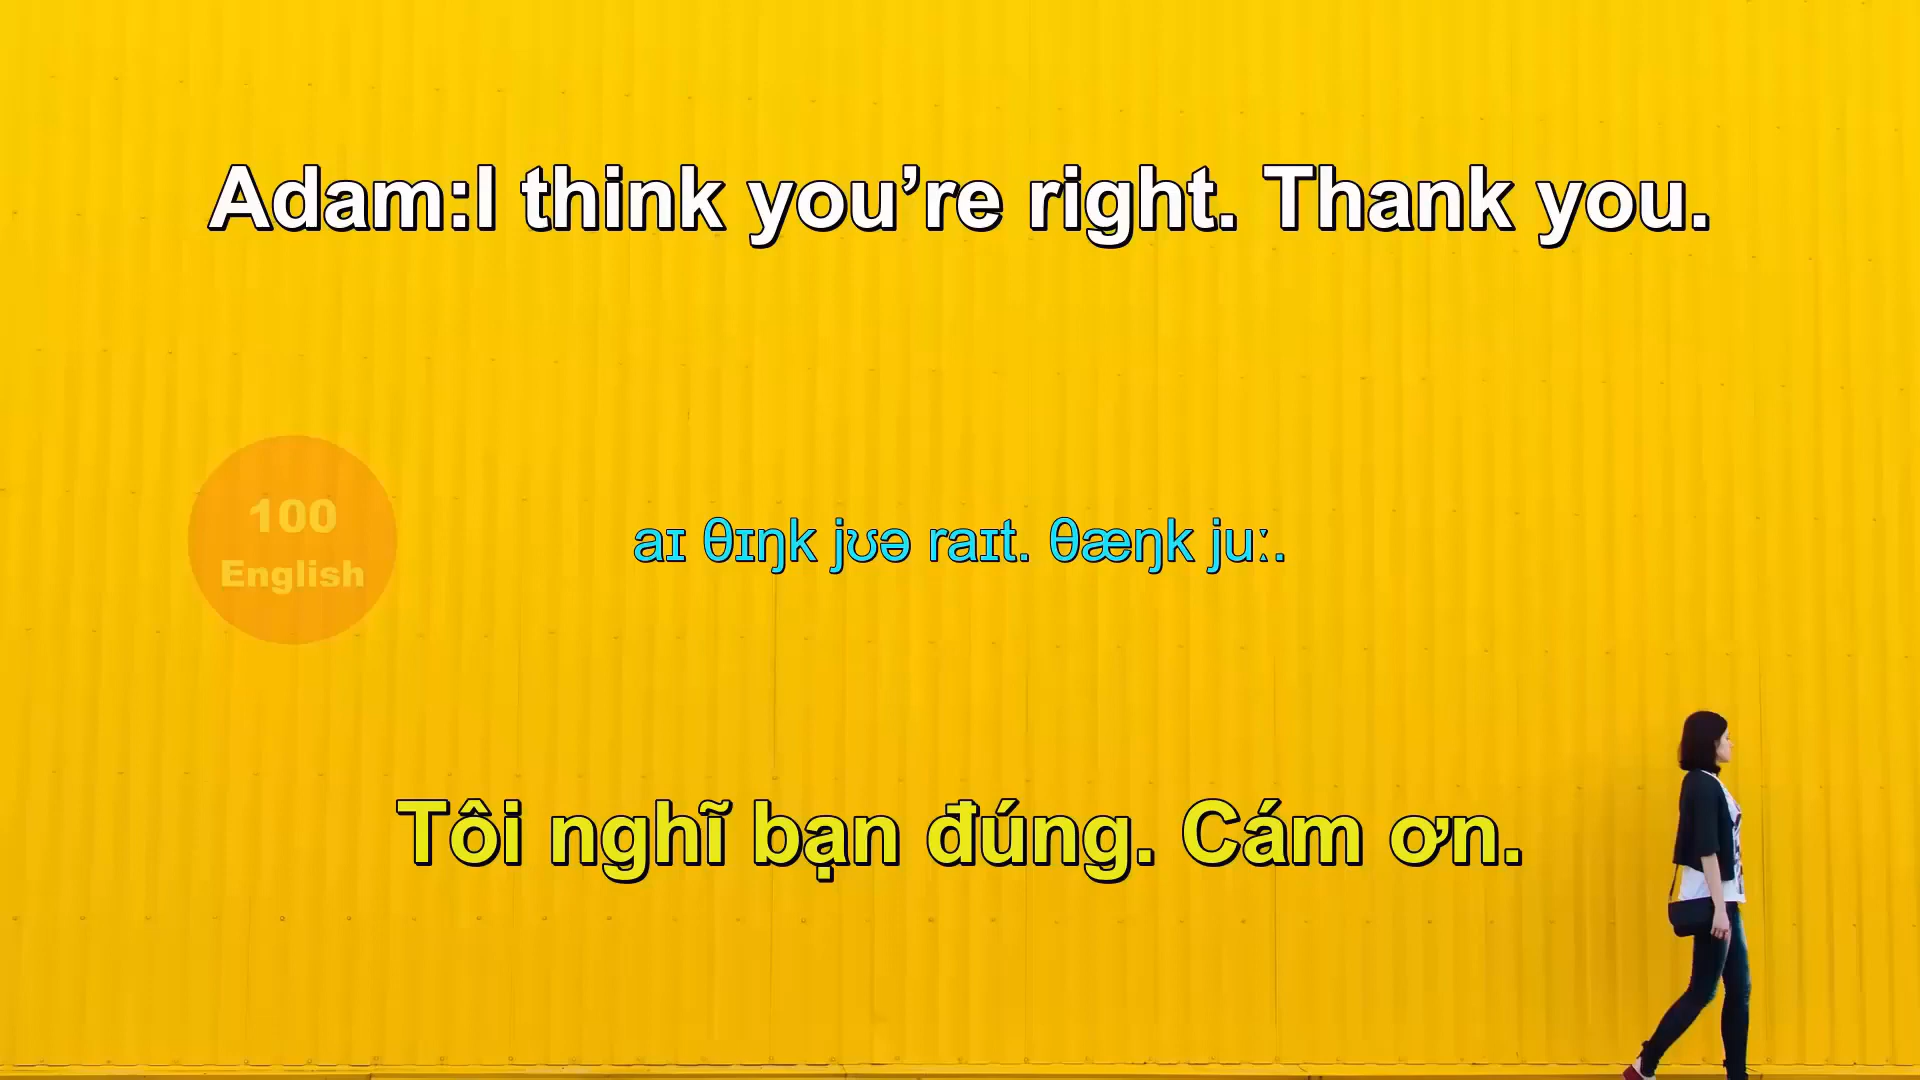 Adam:I think you’re right. Thank you.
100
English
aɪ θɪŋk jʊə raɪt. θæŋk juː.
Tôi nghĩ bạn đúng. Cám ơn.